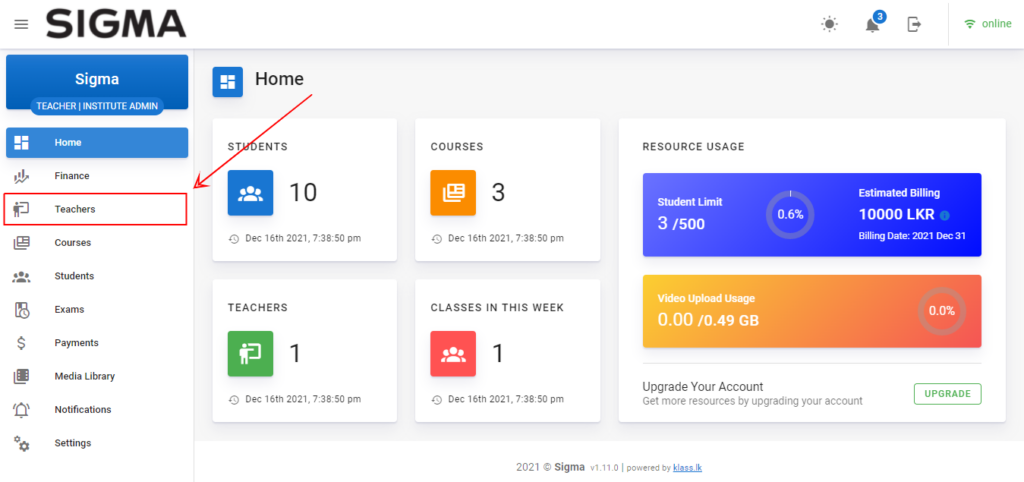 SIGMA
3
online
Sigma
TEACHER | INSTITUTE ADMIN
Home
Finance
Teachers
Courses
Students
Exams
Payments
Media Library
Notifications
Settings
Home
STUDENTS
10
Dec 16th 2021, 7:38:50 pm
COURSES
3
Dec 16th 2021, 7:38:50 pm
TEACHERS
1
Dec 16th 2021, 7:38:50 pm
CLASSES IN THIS WEEK
1
Dec 16th 2021, 7:38:50 pm
RESOURCE USAGE
Student Limit
3 /500
0.6%
Estimated Billing
10000 LKR
Billing Date: 2021 Dec 31
Video Upload Usage
0.00 /0.49 GB
0.0%
Upgrade Your Account
Get more resources by upgrading your account
UPGRADE
2021 © Sigma v1.11.0 | powered by klass.lk